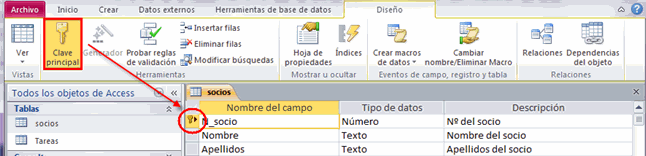 Archivo Inicio Crear Datos externos Herramientas de base de datos Diseño
Ver
Clave principal
Generador
Probar reglas de validación
Insertar filas
Eliminar filas
Modificar búsquedas
Hoja de propiedades
Índices
Crear macros de datos
Cambiar nombre/Eliminar Macro
Relaciones
Dependencias del objeto
Vistas Herramientas Mostrar u ocultar Eventos de campo, registro y tabla Relaciones
Todos los objetos de Access
socios
Tablas
socios
Tareas
Nombre del campo Tipo de datos Descripción
N_socio Número Nº del socio
Nombre Texto Nombre del socio
Apellidos Texto Apellidos del socio